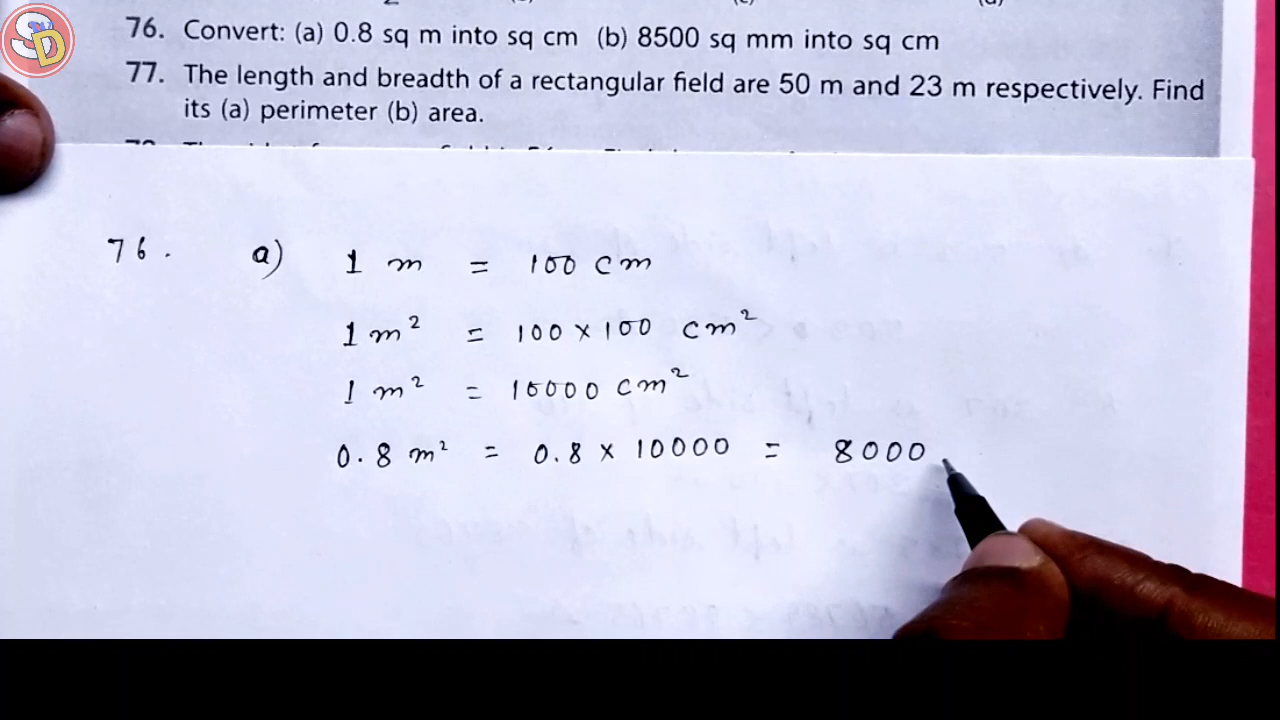 SD
76. Convert: (a) 0.8 sq m into sq cm (b) 8500 sq mm into sq cm
77. The length and breadth of a rectangular field are 50 m and 23 m respectively. Find
its (a) perimeter (b) area.
76. a) 1 m = 100 cm
1 m² = 100 × 100 cm²
1 m² = 10000 cm²
0.8 m² = 0.8 × 10000 = 8000